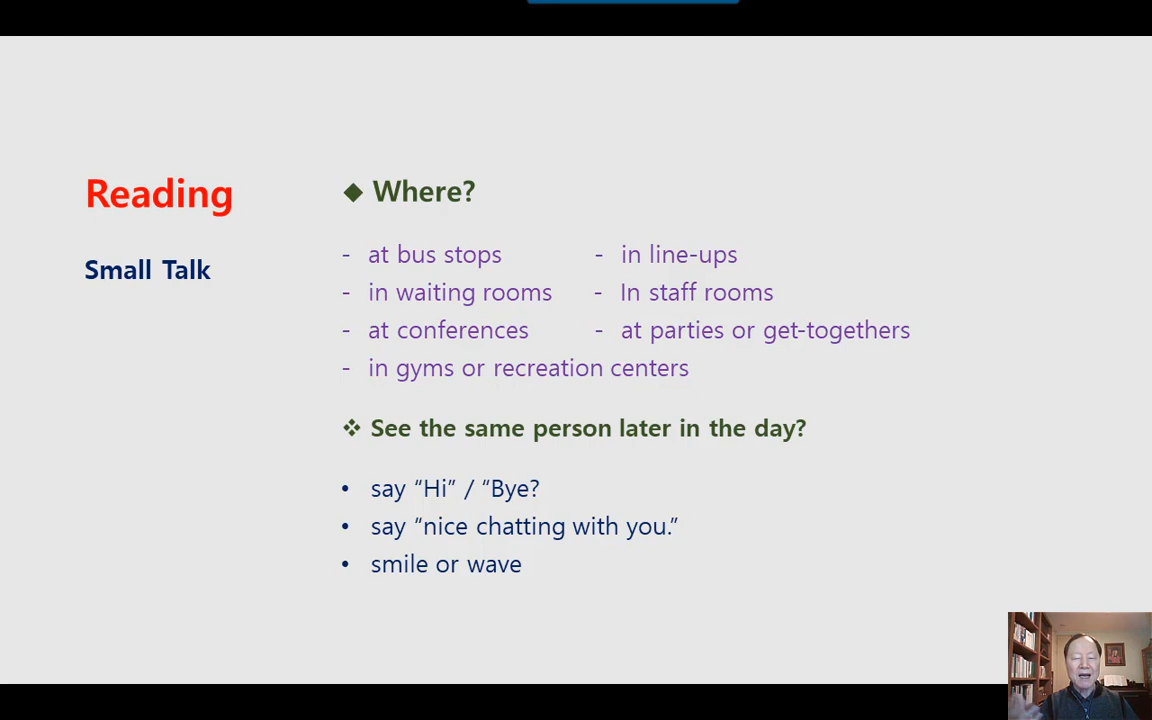 Reading
Small Talk
◆ Where?
- at bus stops - in line-ups
- in waiting rooms - In staff rooms
- at conferences - at parties or get-togethers
- in gyms or recreation centers
❖ See the same person later in the day?
• say “Hi” / “Bye?
• say “nice chatting with you.”
• smile or wave